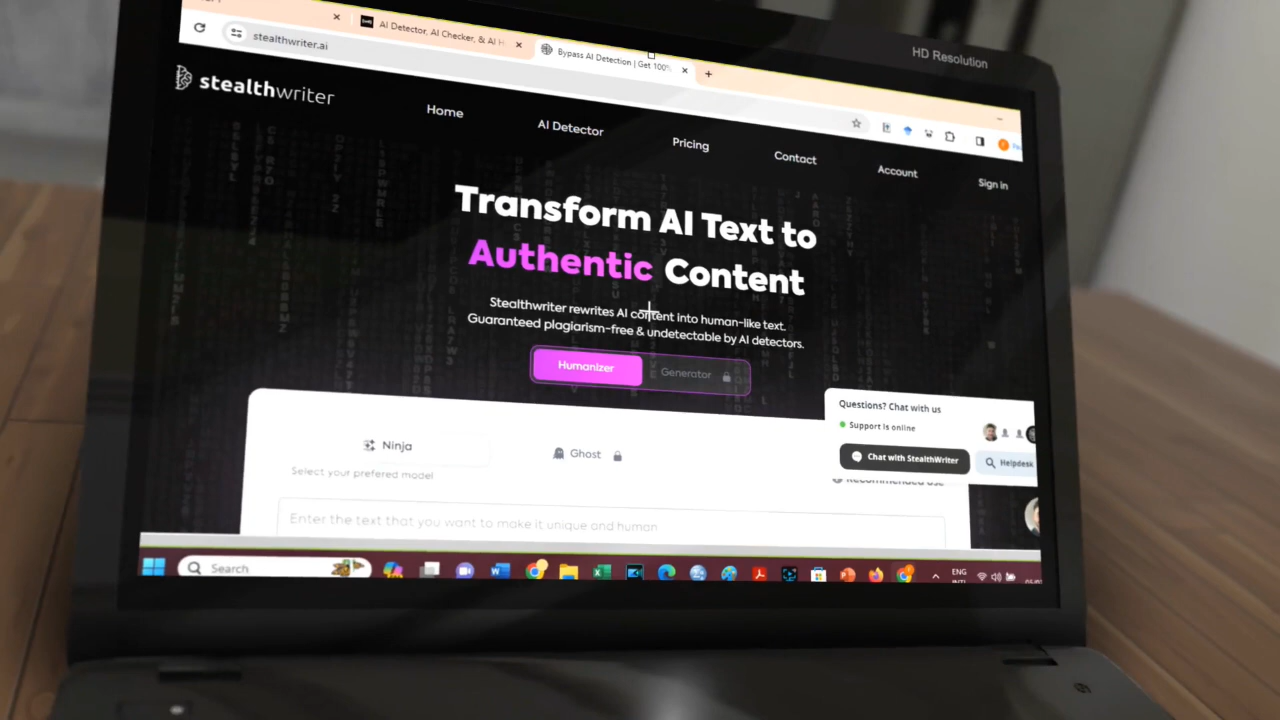 HD Resolution
AI Detector, AI Checker, & AI H
Bypass AI Detection | Get 100%
stealthwriter.ai
stealthwriter
Home
AI Detector
Pricing
Contact
Account
Sign in
Transform AI Text to
Authentic Content
Stealthwriter rewrites AI content into human-like text.
Guaranteed plagiarism-free & undetectable by AI detectors.
Humanizer
Generator
Questions? Chat with us
Support is online
Chat with StealthWriter
Helpdesk
Ninja
Ghost
Select your prefered model
Enter the text that you want to make it unique and human
Search
ENG
INTL